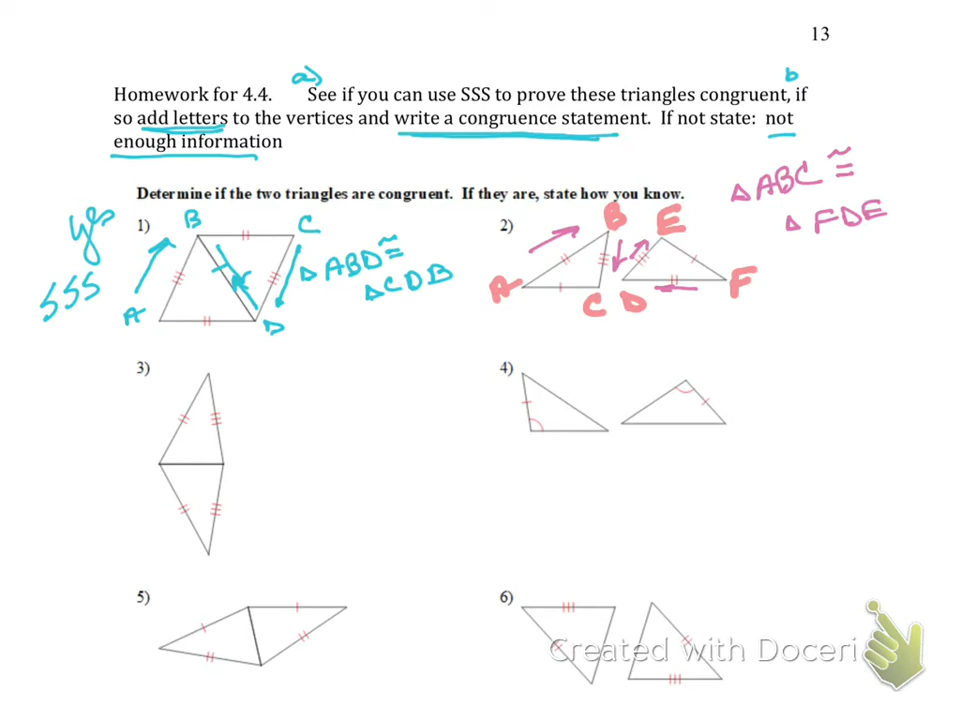 13
a) b
Homework for 4.4. See if you can use SSS to prove these triangles congruent, if
so add letters to the vertices and write a congruence statement. If not state: not
enough information
Determine if the two triangles are congruent. If they are, state how you know.
△ABC ≅
△FDE
yes
SSS
1)
B
C
A
D
△ABD ≅
△CDB
2)
B
E
A
C
D
F
3)
4)
5)
6)
Created with Doceri